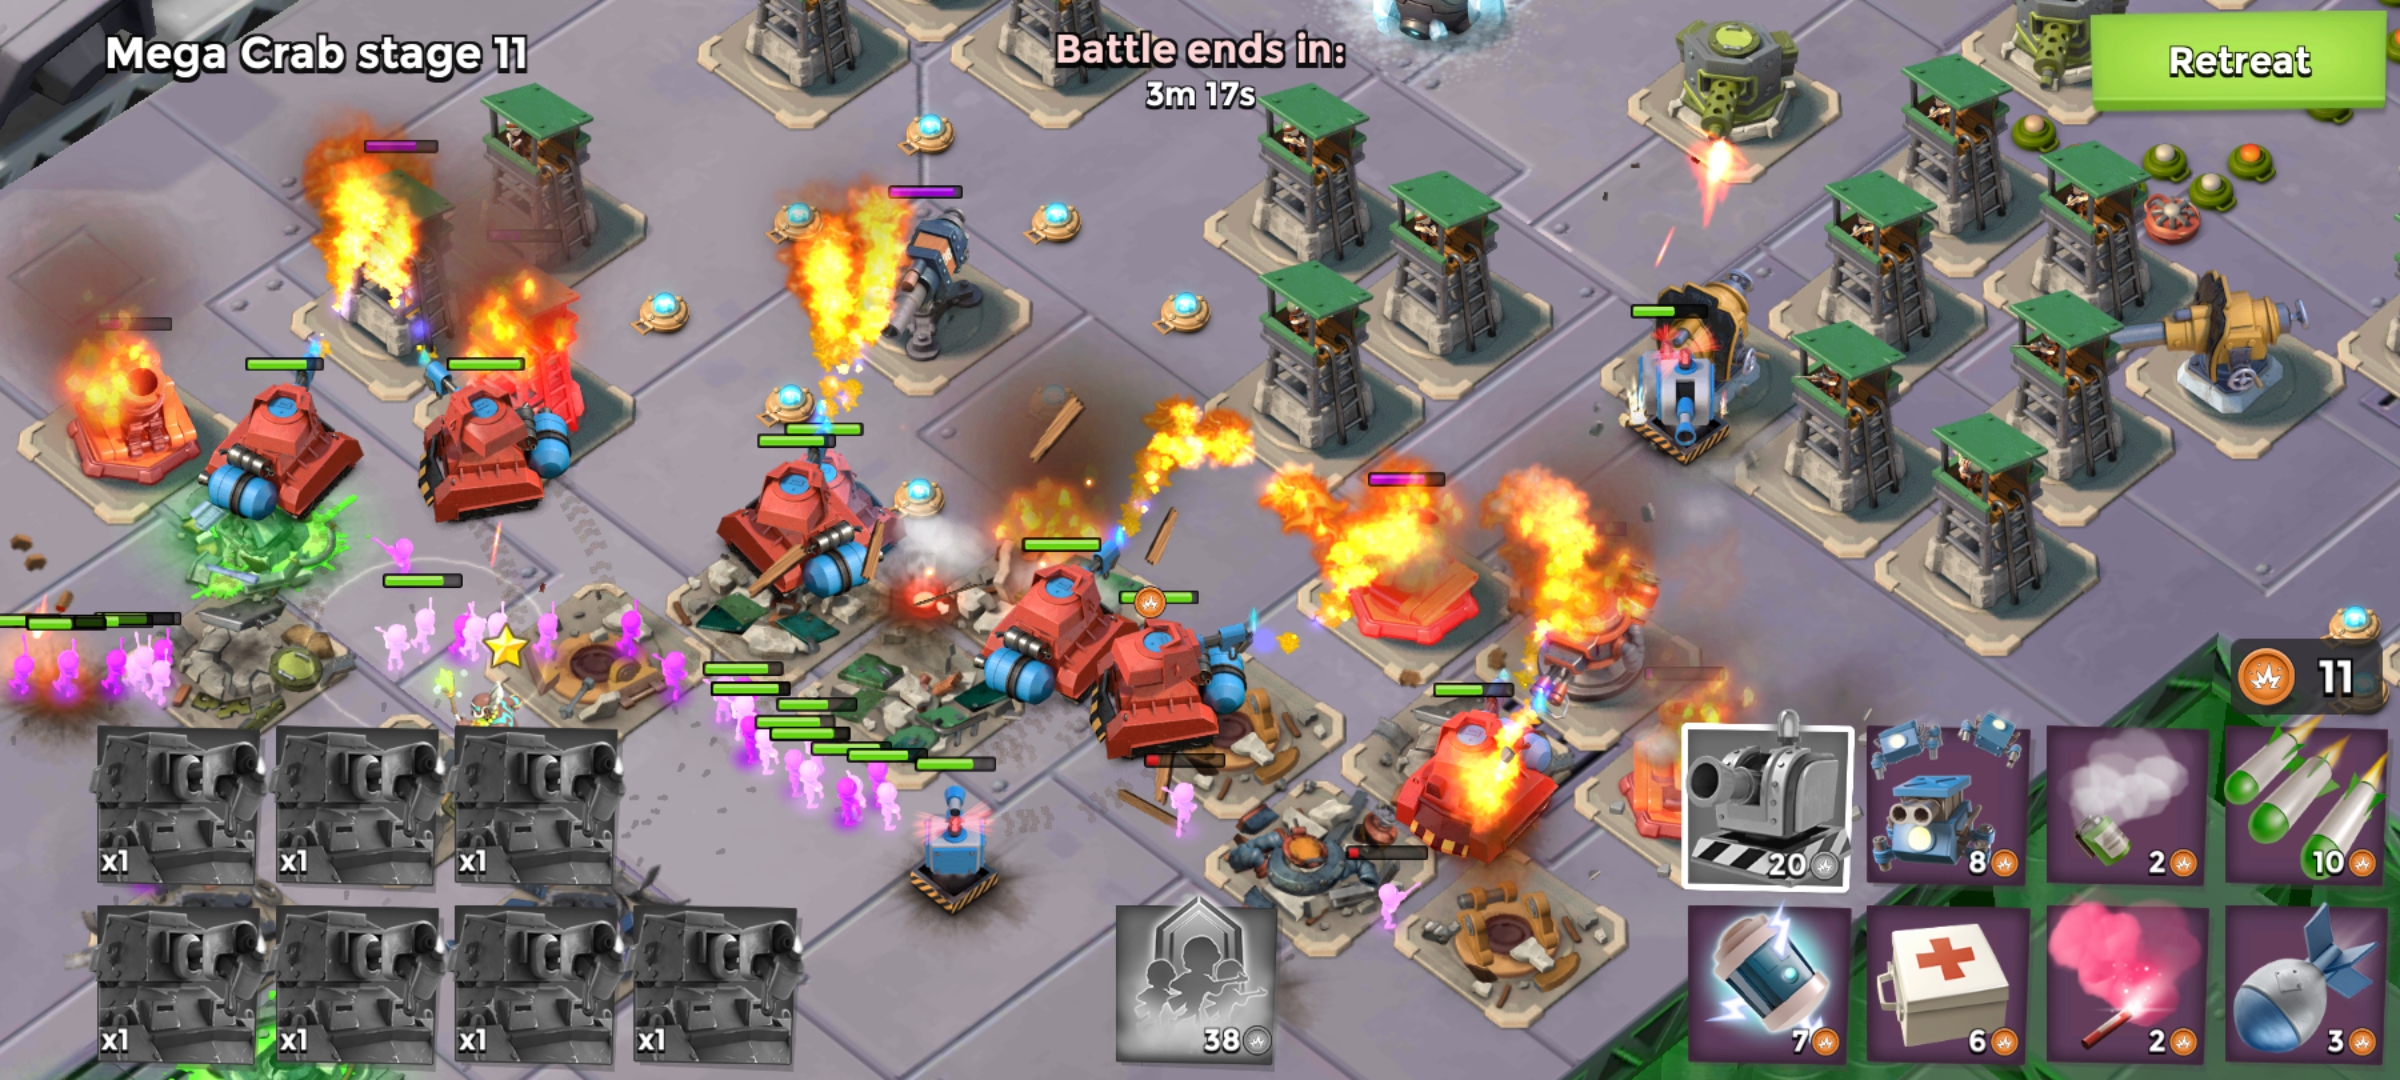 Mega Crab stage 11
Battle ends in:
3m 17s
Retreat
11
x1
x1
x1
20
8
2
10
x1
x1
x1
x1
38
7
6
2
3